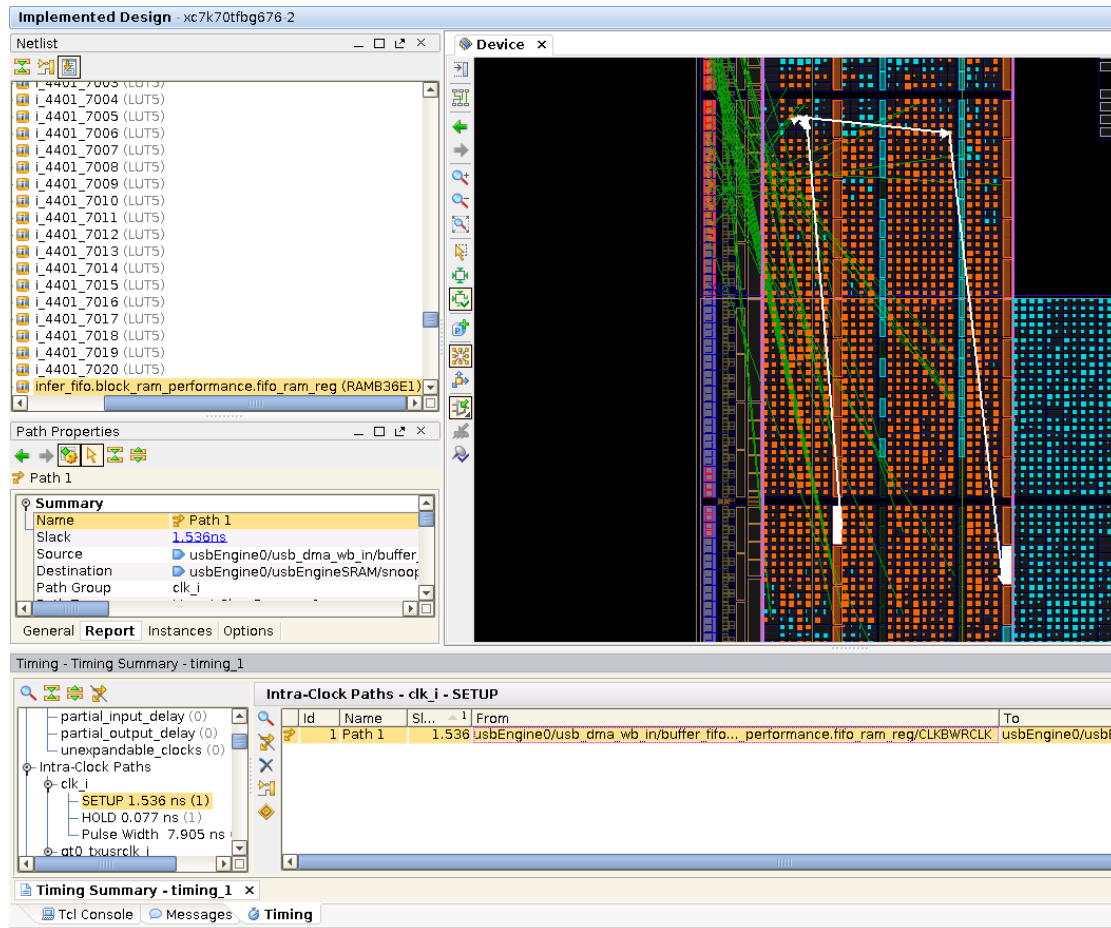 Implemented Design - xc7k70tfbg676-2
Netlist
Device
i_4401_7003 (LUT5)
i_4401_7004 (LUT5)
i_4401_7005 (LUT5)
i_4401_7006 (LUT5)
i_4401_7007 (LUT5)
i_4401_7008 (LUT5)
i_4401_7009 (LUT5)
i_4401_7010 (LUT5)
i_4401_7011 (LUT5)
i_4401_7012 (LUT5)
i_4401_7013 (LUT5)
i_4401_7014 (LUT5)
i_4401_7015 (LUT5)
i_4401_7016 (LUT5)
i_4401_7017 (LUT5)
i_4401_7018 (LUT5)
i_4401_7019 (LUT5)
i_4401_7020 (LUT5)
infer_fifo.block_ram_performance.fifo_ram_reg (RAMB36E1)
Path Properties
Path 1
Summary
Name Path 1
Slack 1.536ns
Source usbEngine0/usb_dma_wb_in/buffer_
Destination usbEngine0/usbEngineSRAM/snoop
Path Group clk_i
General Report Instances Options
Timing - Timing Summary - timing_1
partial_input_delay (0)
partial_output_delay (0)
unexpandable_clocks (0)
Intra-Clock Paths
clk_i
SETUP 1.536 ns (1)
HOLD 0.077 ns (1)
Pulse Width 7.905 ns
gt0_txusrclk_i
Intra-Clock Paths - clk_i - SETUP
Id Name Sl... 1 From To
1 Path 1 1.536 usbEngine0/usb_dma_wb_in/buffer_fifo..._performance.fifo_ram_reg/CLKBWRCLK usbEngine0/usbE
Timing Summary - timing_1
Tcl Console Messages Timing